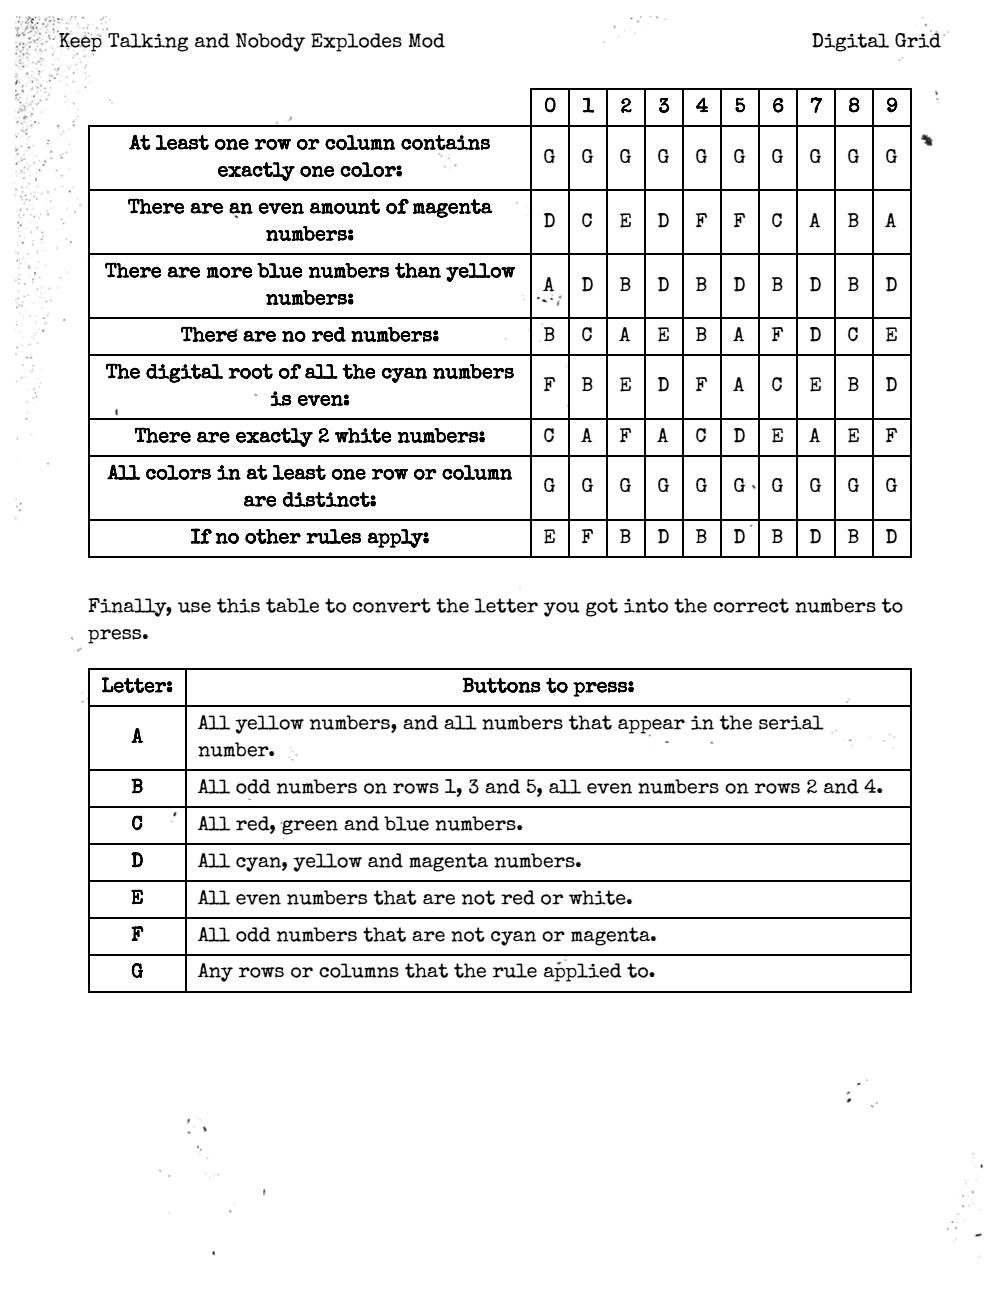 Keep Talking and Nobody Explodes Mod Digital Grid
0 1 2 3 4 5 6 7 8 9
At least one row or column contains
exactly one color: G G G G G G G G G G
There are an even amount of magenta
numbers: D C E D F F C A B A
There are more blue numbers than yellow
numbers: A D B D B D B D B D
There are no red numbers: B C A E B A F D C E
The digital root of all the cyan numbers
is even: F B E D F A C E B D
There are exactly 2 white numbers: C A F A C D E A E F
All colors in at least one row or column
are distinct: G G G G G G G G G G
If no other rules apply: E F B D B D B D B D
Finally, use this table to convert the letter you got into the correct numbers to
press.
Letter: Buttons to press:
A All yellow numbers, and all numbers that appear in the serial
number.
B All odd numbers on rows 1, 3 and 5, all even numbers on rows 2 and 4.
C All red, green and blue numbers.
D All cyan, yellow and magenta numbers.
E All even numbers that are not red or white.
F All odd numbers that are not cyan or magenta.
G Any rows or columns that the rule applied to.